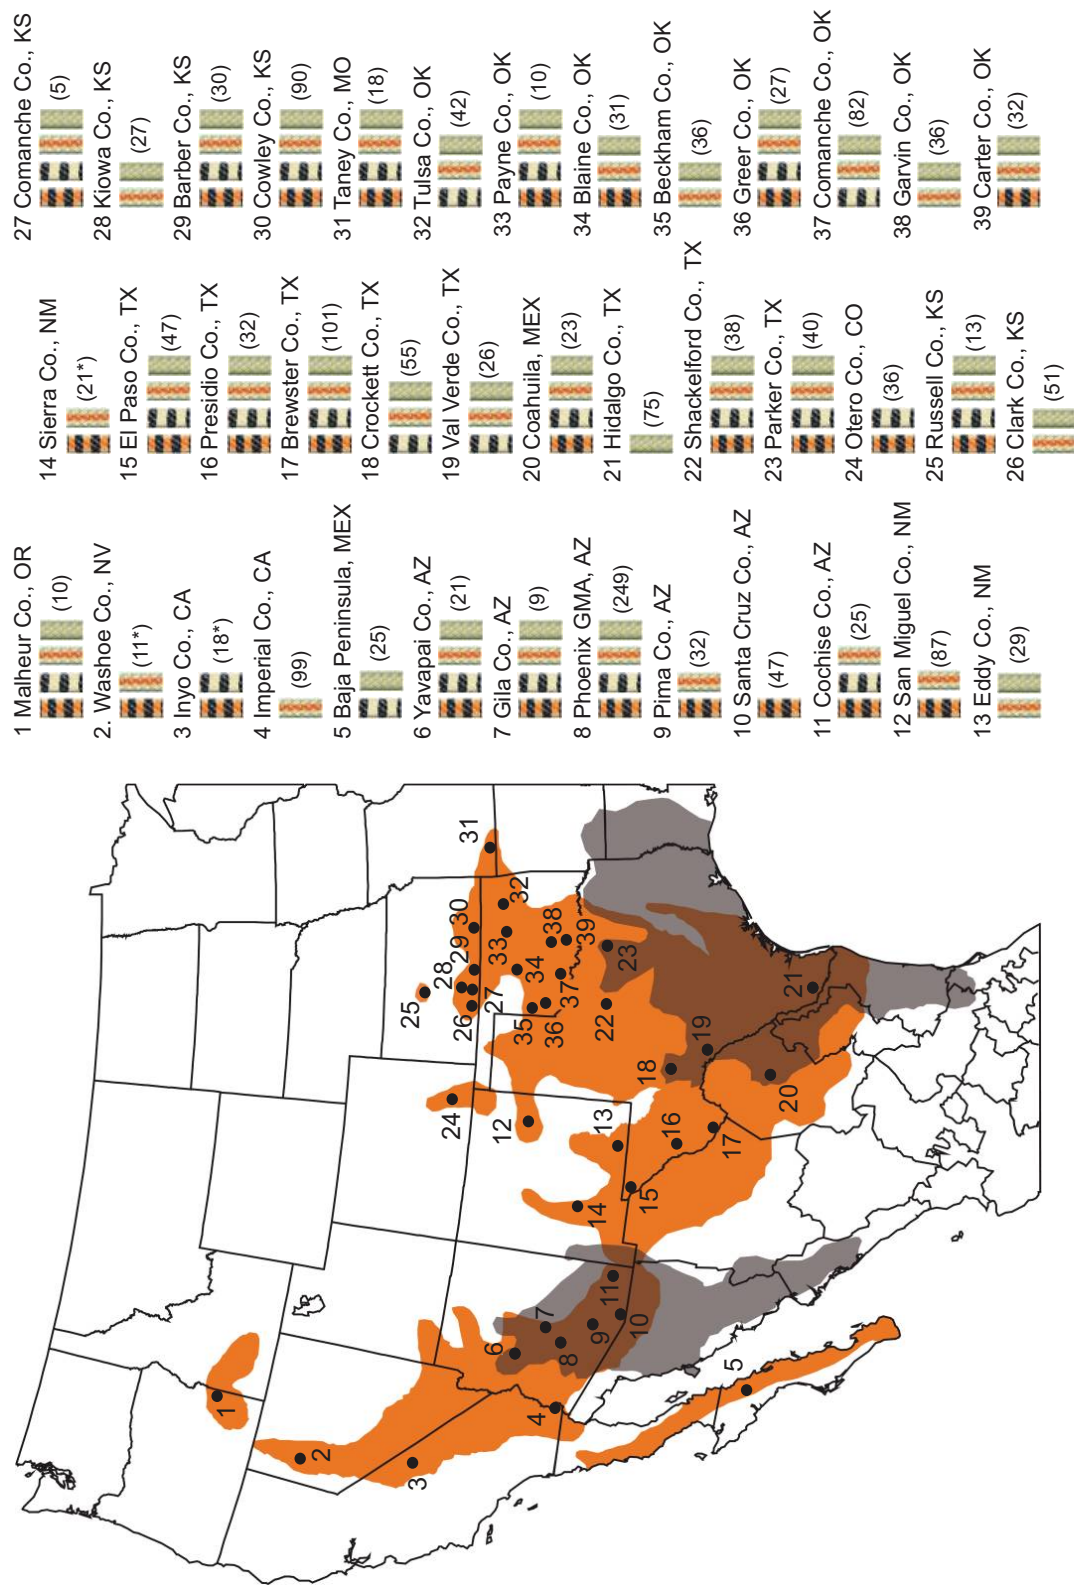 1 Malheur Co., OR
(10)
2. Washoe Co., NV
(11*)
3 Inyo Co., CA
(18*)
4 Imperial Co., CA
(99)
5 Baja Peninsula, MEX
(25)
6 Yavapai Co., AZ
(21)
7 Gila Co., AZ
(9)
8 Phoenix GMA, AZ
(249)
9 Pima Co., AZ
(32)
10 Santa Cruz Co., AZ
(47)
11 Cochise Co., AZ
(25)
12 San Miguel Co., NM
(87)
13 Eddy Co., NM
(29)
14 Sierra Co., NM
(21*)
15 El Paso Co., TX
(47)
16 Presidio Co., TX
(32)
17 Brewster Co., TX
(101)
18 Crockett Co., TX
(55)
19 Val Verde Co., TX
(26)
20 Coahuila, MEX
(23)
21 Hidalgo Co., TX
(75)
22 Shackelford Co., TX
(38)
23 Parker Co., TX
(40)
24 Otero Co., CO
(36)
25 Russell Co., KS
(13)
26 Clark Co., KS
(51)
27 Comanche Co., KS
(5)
28 Kiowa Co., KS
(27)
29 Barber Co., KS
(30)
30 Cowley Co., KS
(90)
31 Taney Co., MO
(18)
32 Tulsa Co., OK
(42)
33 Payne Co., OK
(10)
34 Blaine Co., OK
(31)
35 Beckham Co., OK
(36)
36 Greer Co., OK
(27)
37 Comanche Co., OK
(82)
38 Garvin Co., OK
(36)
39 Carter Co., OK
(32)
1
2
3
4
5
6
7
8
9
10
11
12
13
14
15
16
17
18
19
20
21
22
23
24
25
26
27
28
29
30
31
32
33
34
35
36
37
38
39